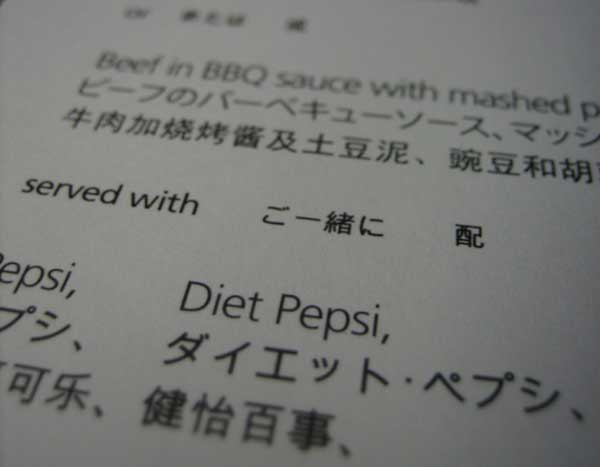 or
Beef in BBQ sauce with mashed p
ビーフのバーベキューソース、マッシ
牛肉加烧烤酱及土豆泥、豌豆和胡
served with ご一緒に 配
epsi, Diet Pepsi,
プシ、 ダイエット・ペプシ、
可乐、 健怡百事、